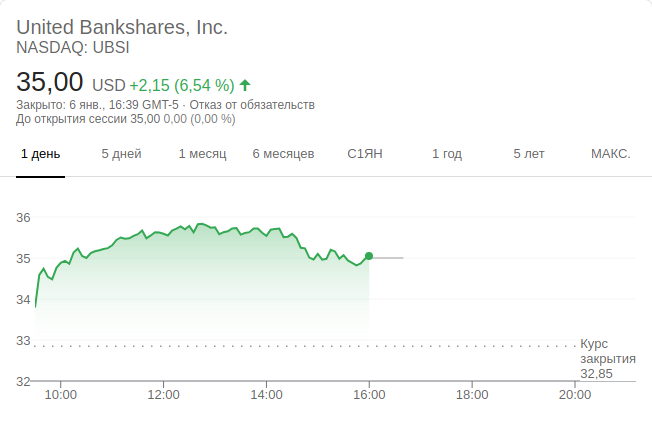 United Bankshares, Inc.
NASDAQ: UBSI
35,00 USD +2,15 (6,54 %)
Закрыто: 6 янв., 16:39 GMT-5 · Отказ от обязательств
До открытия сессии 35,00 0,00 (0,00 %)
1 день 5 дней 1 месяц 6 месяцев С1ЯН 1 год 5 лет МАКС.
36
35
34
33
Курс
закрытия
32,85
32
10:00 12:00 14:00 16:00 18:00 20:00